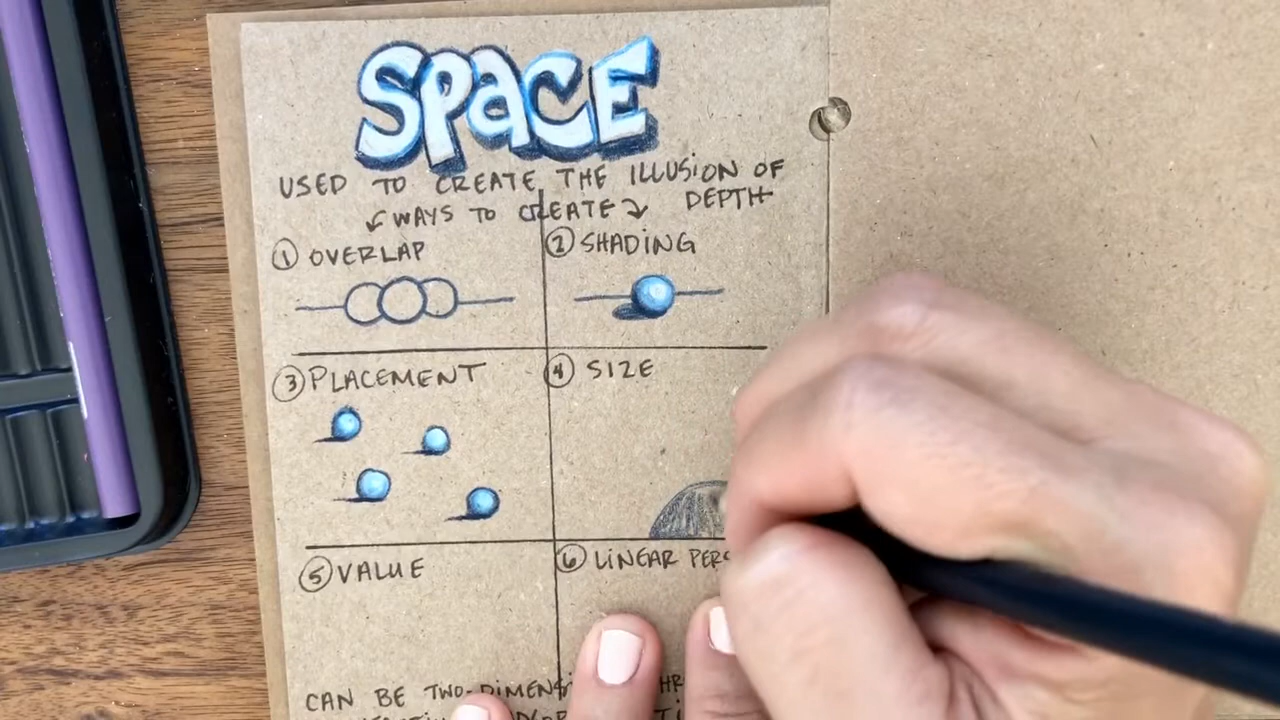 SPACE
USED TO CREATE THE ILLUSION OF
DEPTH
↙ WAYS TO CREATE ↘
① OVERLAP
② SHADING
③ PLACEMENT
④ SIZE
⑤ VALUE
⑥ LINEAR
CAN BE